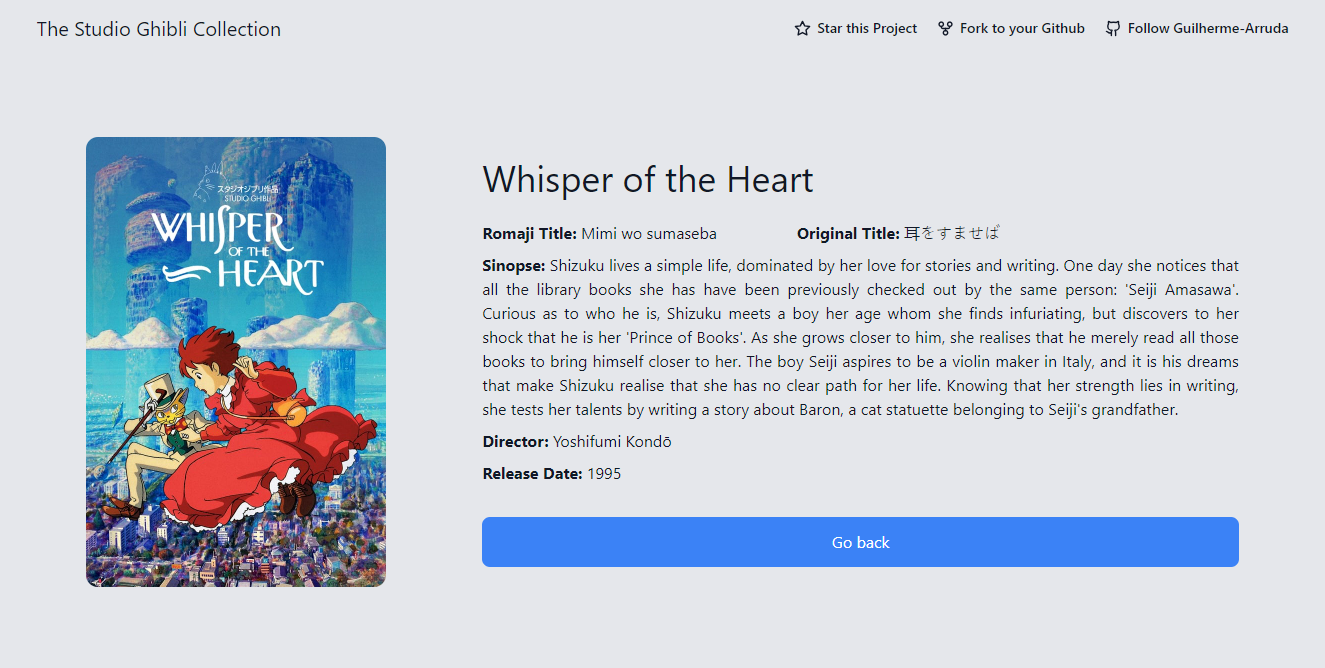 The Studio Ghibli Collection
Star this Project
Fork to your Github
Follow Guilherme-Arruda
スタジオジブリ作品
STUDIO GHIBLI
WHISPER
OF THE
HEART
Whisper of the Heart
Romaji Title: Mimi wo sumaseba
Original Title: 耳をすませば
Sinopse: Shizuku lives a simple life, dominated by her love for stories and writing. One day she notices that
all the library books she has have been previously checked out by the same person: 'Seiji Amasawa'.
Curious as to who he is, Shizuku meets a boy her age whom she finds infuriating, but discovers to her
shock that he is her 'Prince of Books'. As she grows closer to him, she realises that he merely read all those
books to bring himself closer to her. The boy Seiji aspires to be a violin maker in Italy, and it is his dreams
that make Shizuku realise that she has no clear path for her life. Knowing that her strength lies in writing,
she tests her talents by writing a story about Baron, a cat statuette belonging to Seiji's grandfather.
Director: Yoshifumi Kondō
Release Date: 1995
Go back